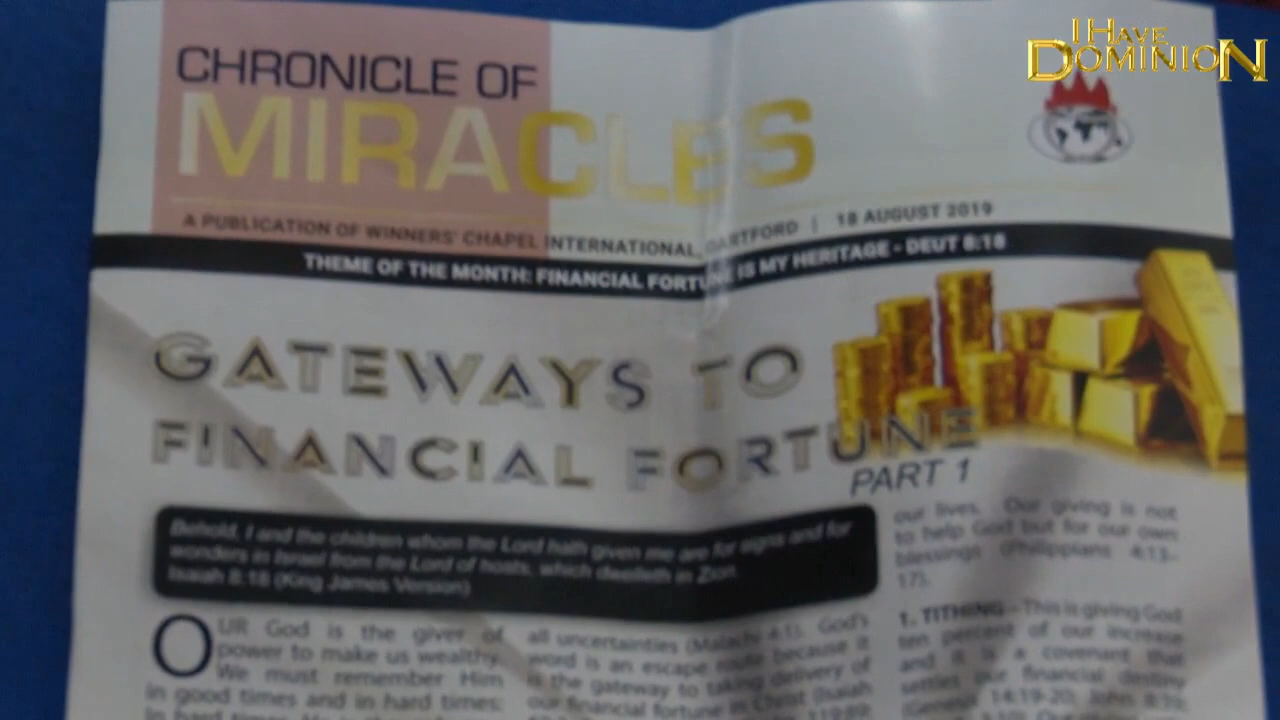 I HAVE
DOMINION
CHRONICLE OF
MIRACLES
A PUBLICATION OF WINNERS' CHAPEL INTERNATIONAL, DARTFORD | 18 AUGUST 2019
THEME OF THE MONTH: FINANCIAL FORTUNE IS MY HERITAGE - DEUT 8:18
GATEWAYS TO
FINANCIAL FORTUNE
PART 1
Behold, I and the children whom the Lord hath given me are for signs and for
wonders in Israel from the Lord of hosts, which dwelleth in Zion.
Isaiah 8:18 (King James Version)
OUR God is the giver of
power to make us wealthy.
We must remember Him
in good times and in hard times:
all uncertainties (Malachi 4:1). God's
word is an escape route because it
is the gateway to taking delivery of
our financial fortune in Christ (Isaiah
our lives. Our giving is not
to help God but for our own
blessings (Philippians 4:13-
17).
1. TITHING - This is giving God
ten percent of our increase
and it is a covenant that
settles our financial destiny
(Genesis 14:19-20; John 8:39;